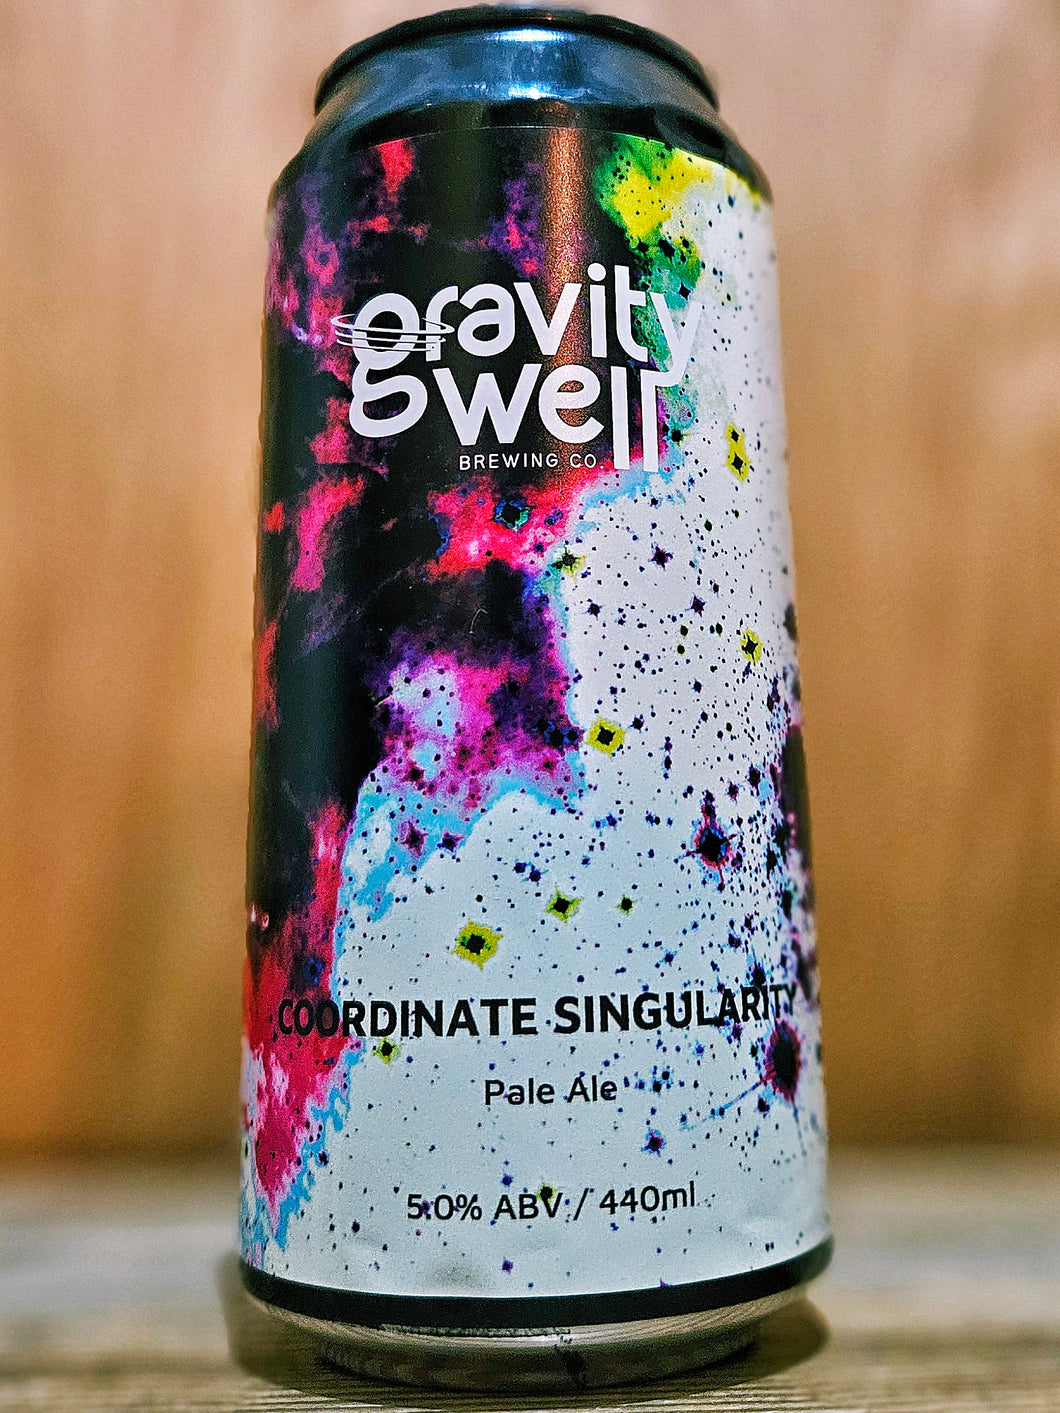 gravity
well
BREWING CO.
COORDINATE SINGULARITY
Pale Ale
5.0% ABV / 440ml